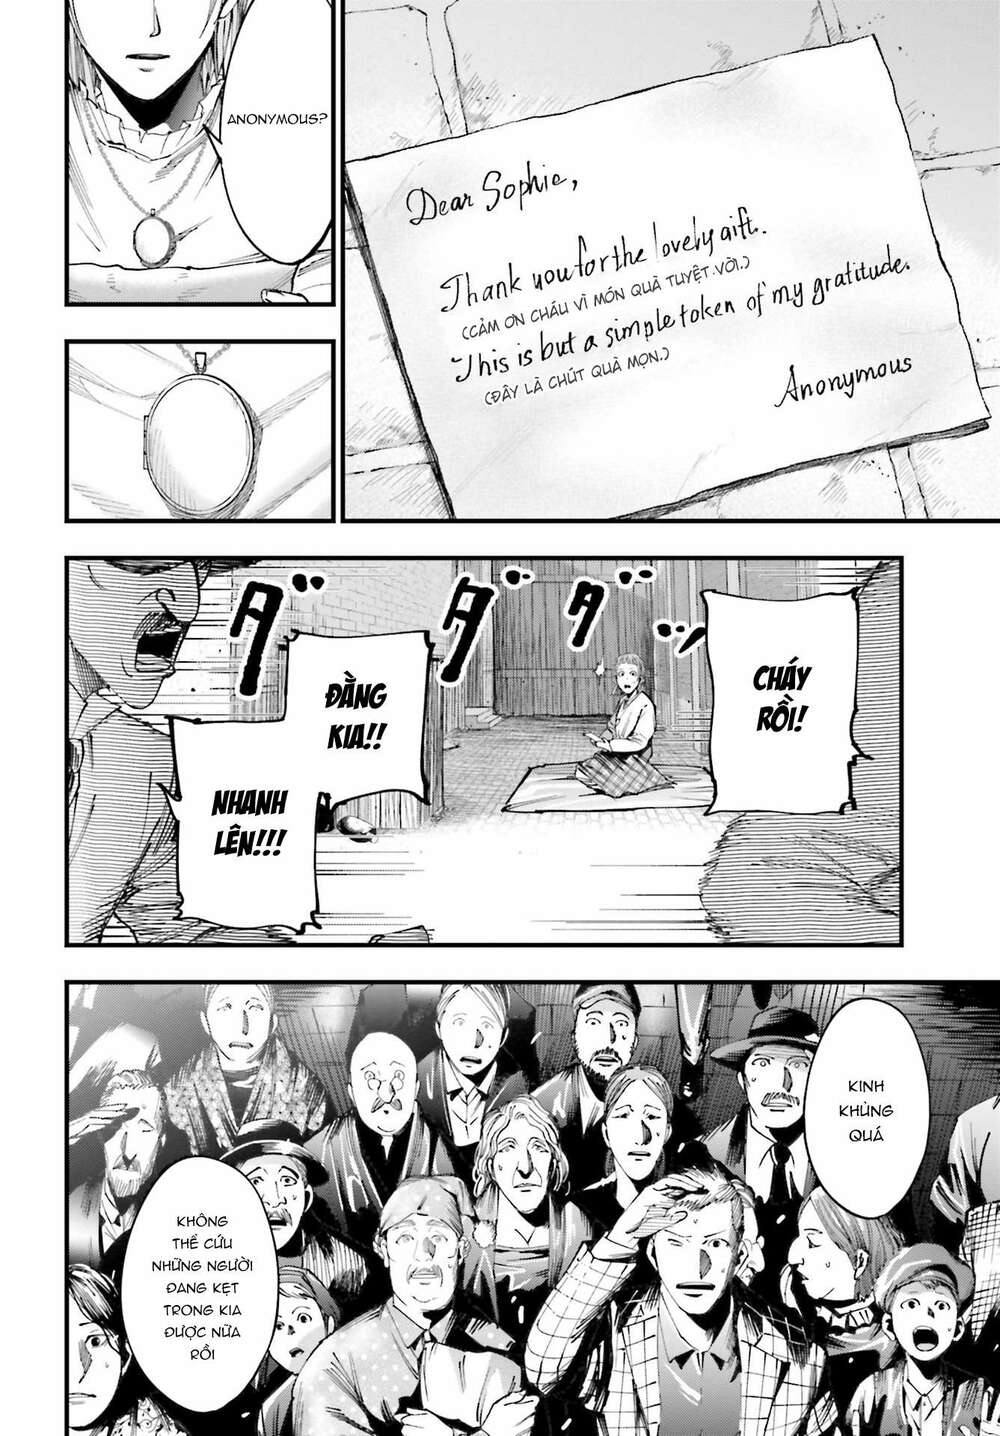 ANONYMOUS?
Dear Sophie,
Thank you for the lovely gift.
(CẢM ƠN CHÁU VÌ MÓN QUÀ TUYỆT VỜI.)
This is but a simple token of my gratitude.
(ĐÂY LÀ CHÚT QUÀ MỌN.)
Anonymous
ダダダッ
CHÁY
RỒI!
ĐẰNG
KIA!!
NHANH
LÊN!!!
KINH
KHỦNG
QUÁ
KHÔNG
THỂ CỨU
NHỮNG NGƯỜI
ĐANG KẸT
TRONG KIA
ĐƯỢC NỮA
RỒI